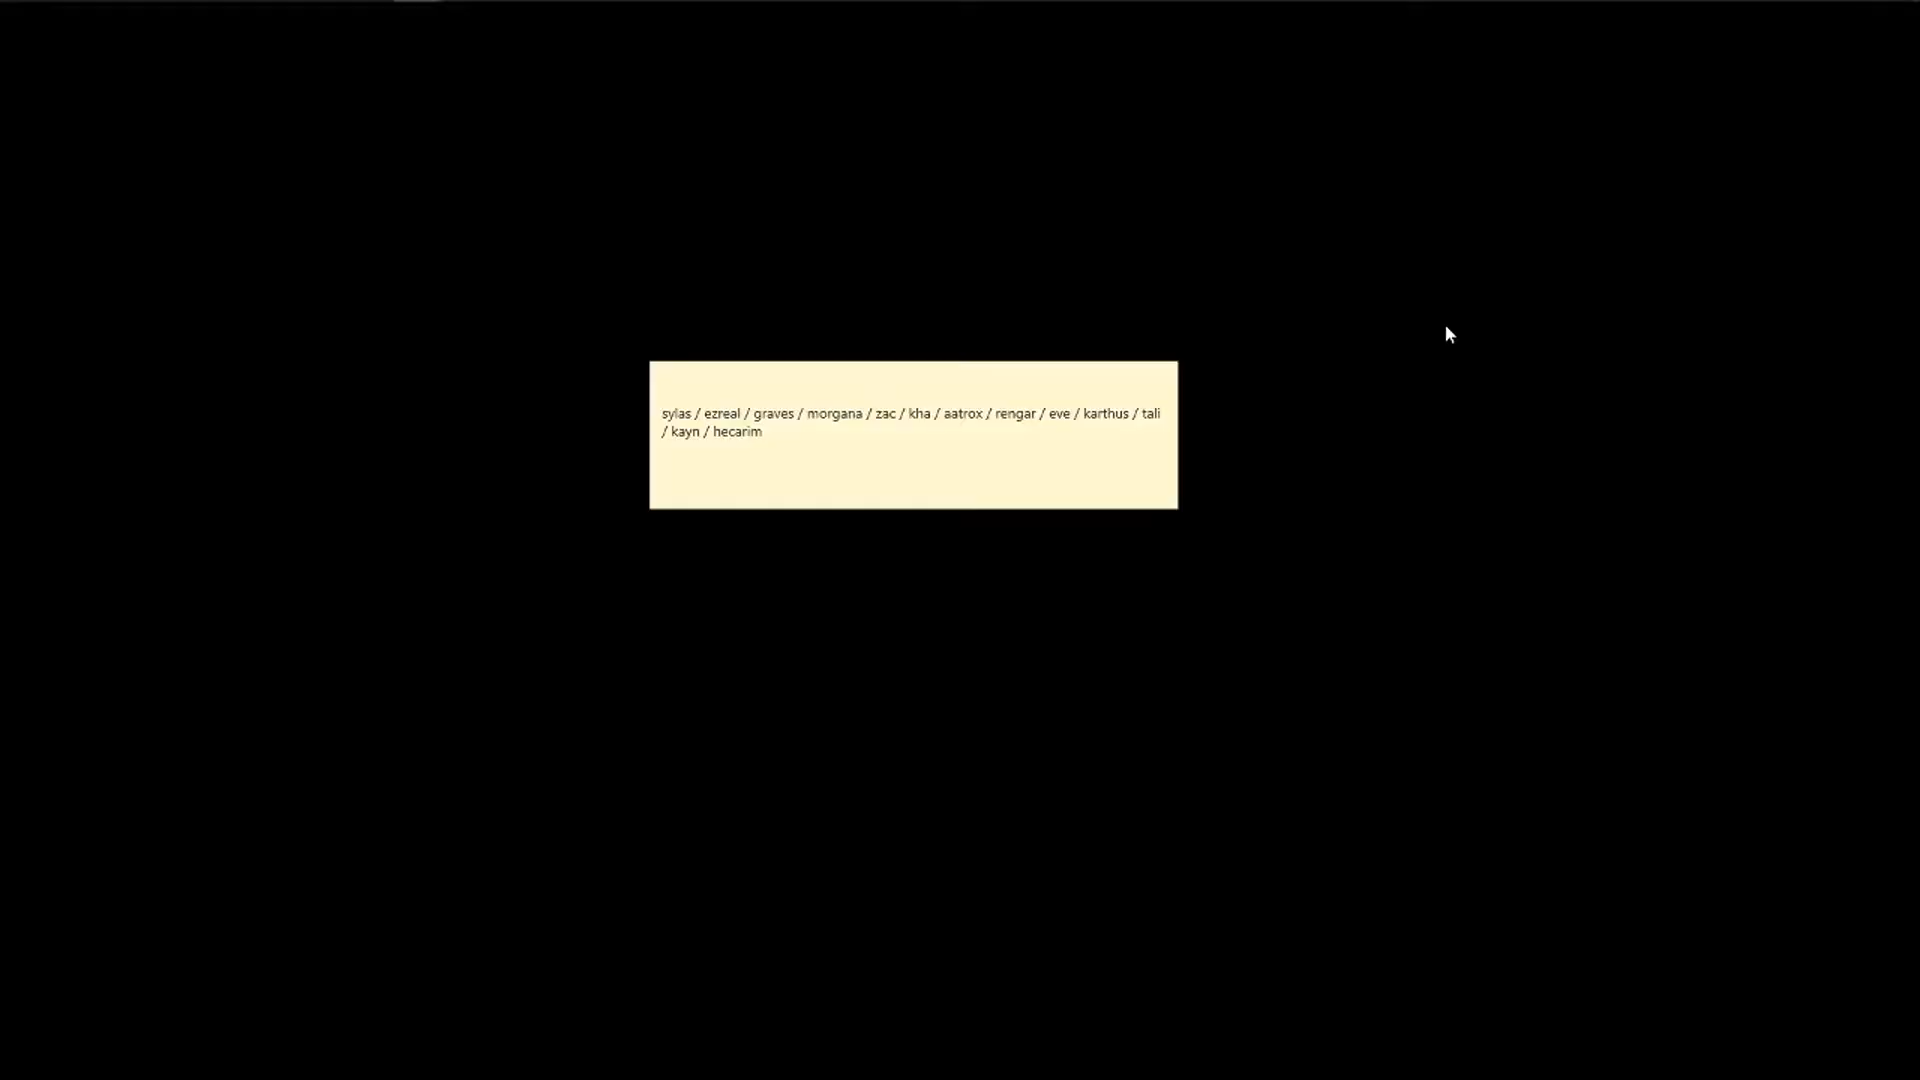 sylas / ezreal / graves / morgana / zac / kha / aatrox / rengar / eve / karthus / tali
/ kayn / hecarim